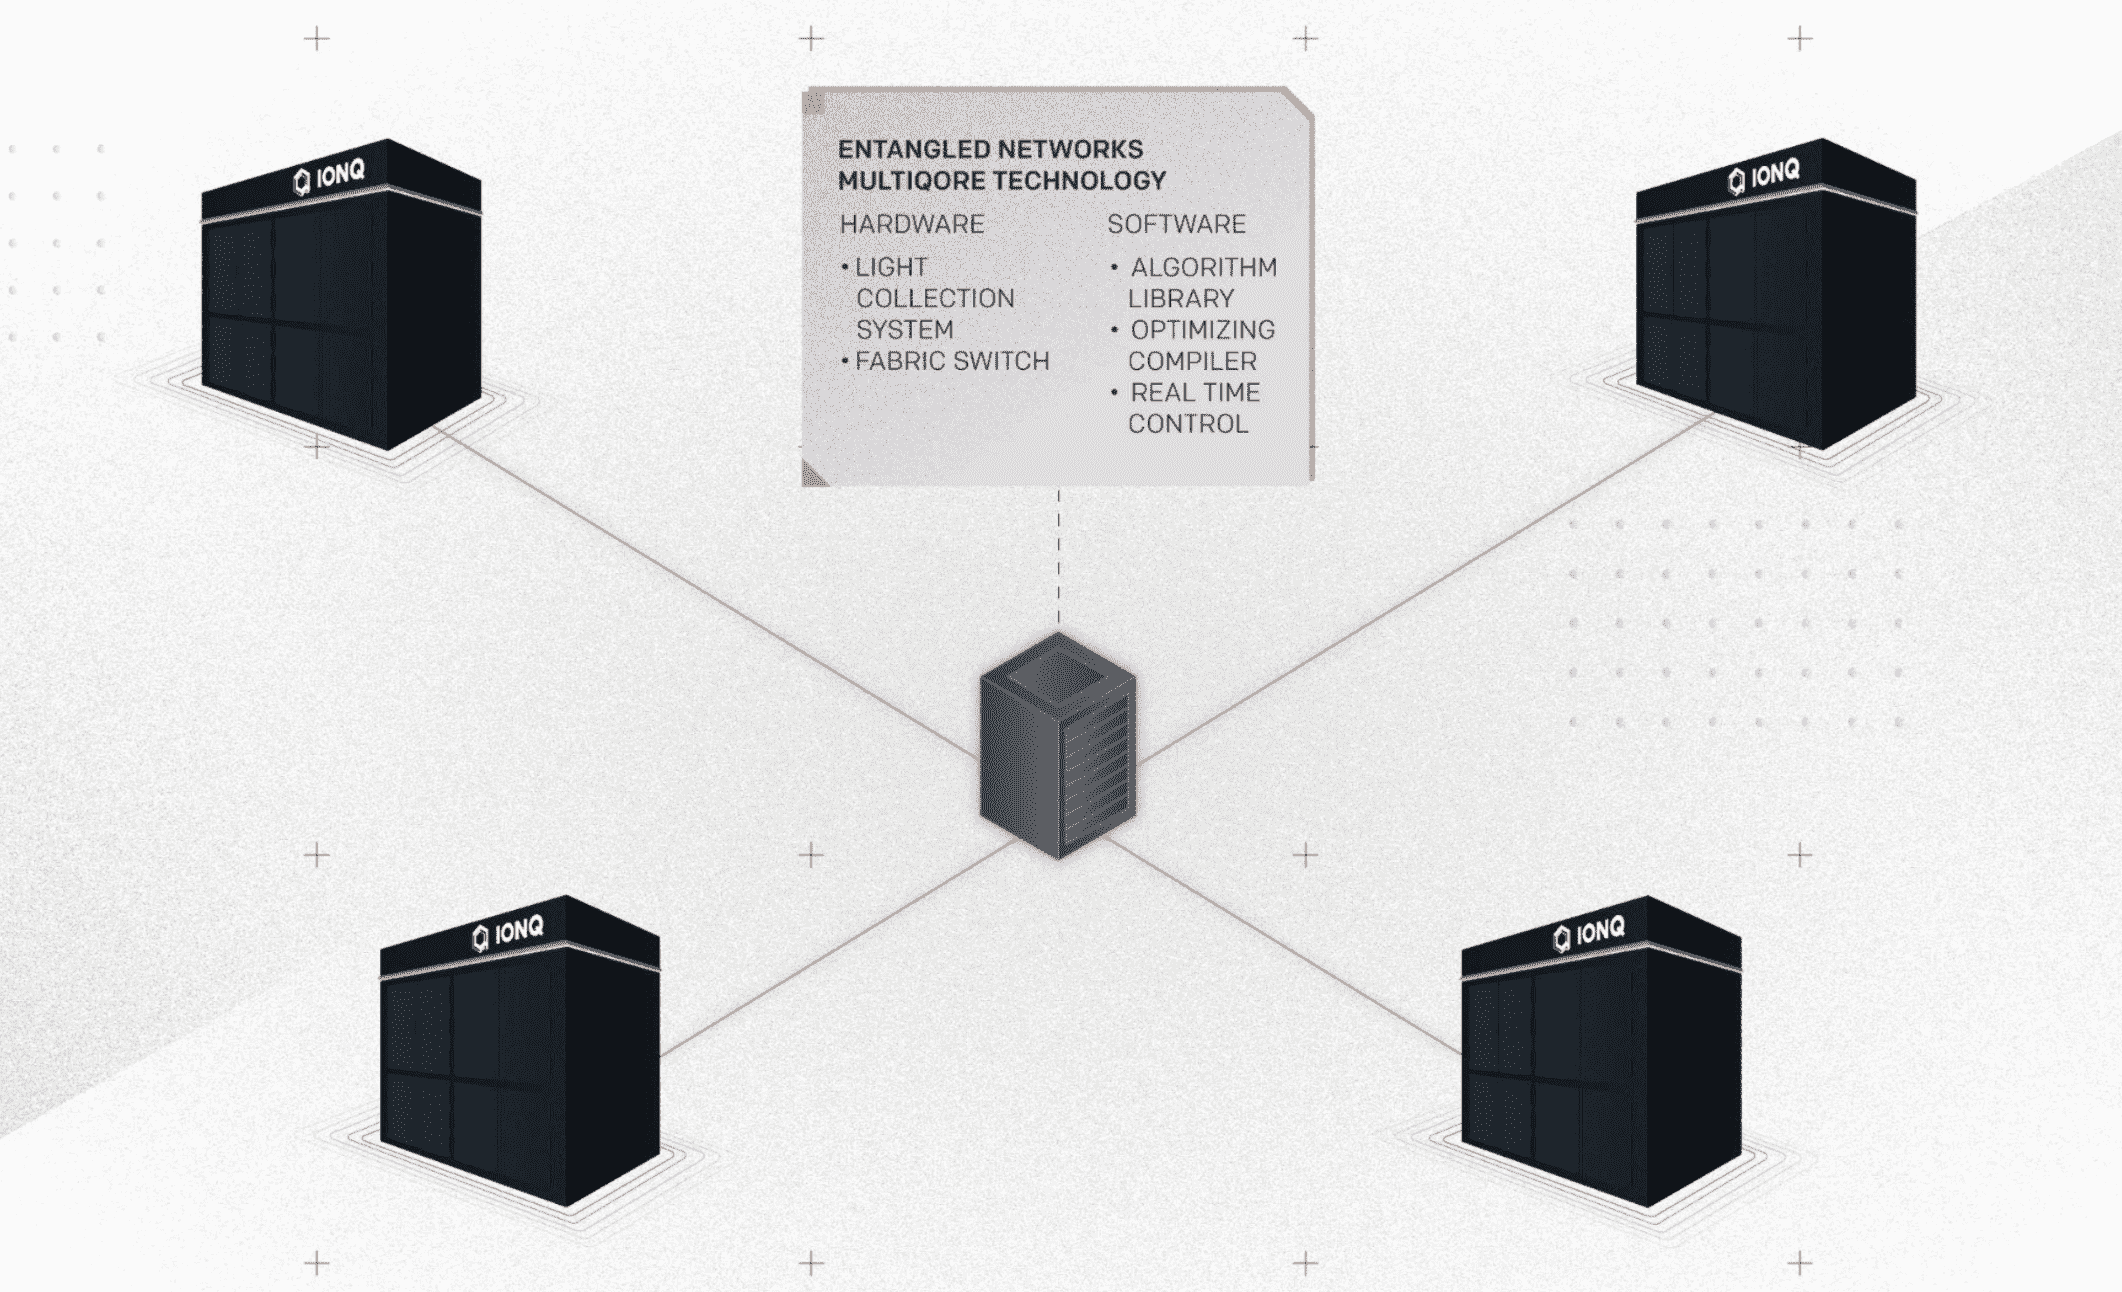 IONQ
ENTANGLED NETWORKS
MULTIQORE TECHNOLOGY
HARDWARE
• LIGHT
COLLECTION
SYSTEM
• FABRIC SWITCH
SOFTWARE
• ALGORITHM
LIBRARY
• OPTIMIZING
COMPILER
• REAL TIME
CONTROL
IONQ
IONQ
IONQ